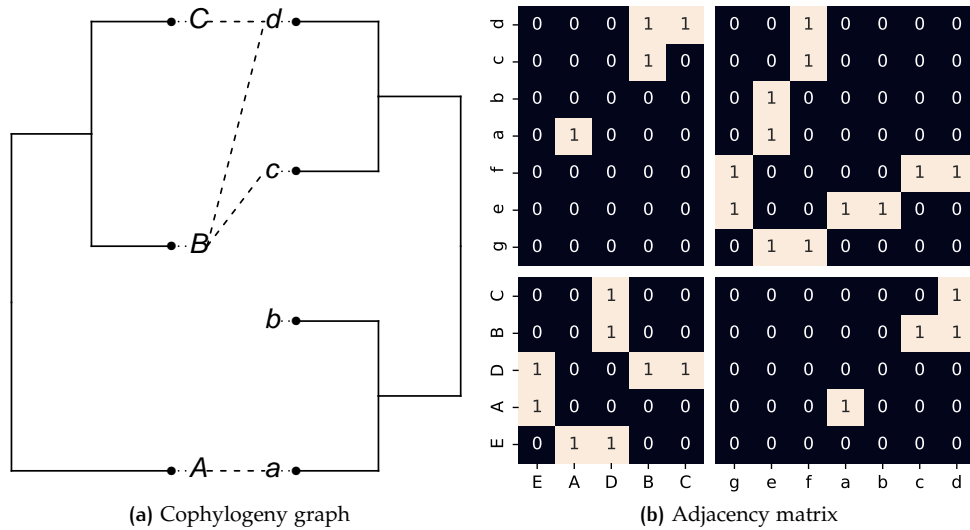 C d
c
B
b
A a
(a) Cophylogeny graph
d 0 0 0 1 1 0 0 1 0 0 0 0
c 0 0 0 1 0 0 0 1 0 0 0 0
b 0 0 0 0 0 0 1 0 0 0 0 0
a 0 1 0 0 0 0 1 0 0 0 0 0
f 0 0 0 0 0 1 0 0 0 0 1 1
e 0 0 0 0 0 1 0 0 1 1 0 0
g 0 0 0 0 0 0 1 1 0 0 0 0
C 0 0 1 0 0 0 0 0 0 0 0 1
B 0 0 1 0 0 0 0 0 0 0 1 1
D 1 0 0 1 1 0 0 0 0 0 0 0
A 1 0 0 0 0 0 0 0 1 0 0 0
E 0 1 1 0 0 0 0 0 0 0 0 0
E A D B C g e f a b c d
(b) Adjacency matrix